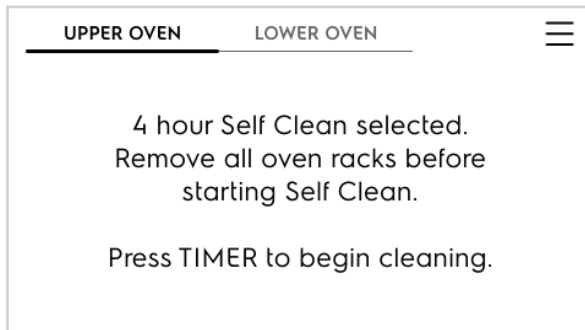 UPPER OVEN LOWER OVEN
4 hour Self Clean selected.
Remove all oven racks before
starting Self Clean.
Press TIMER to begin cleaning.